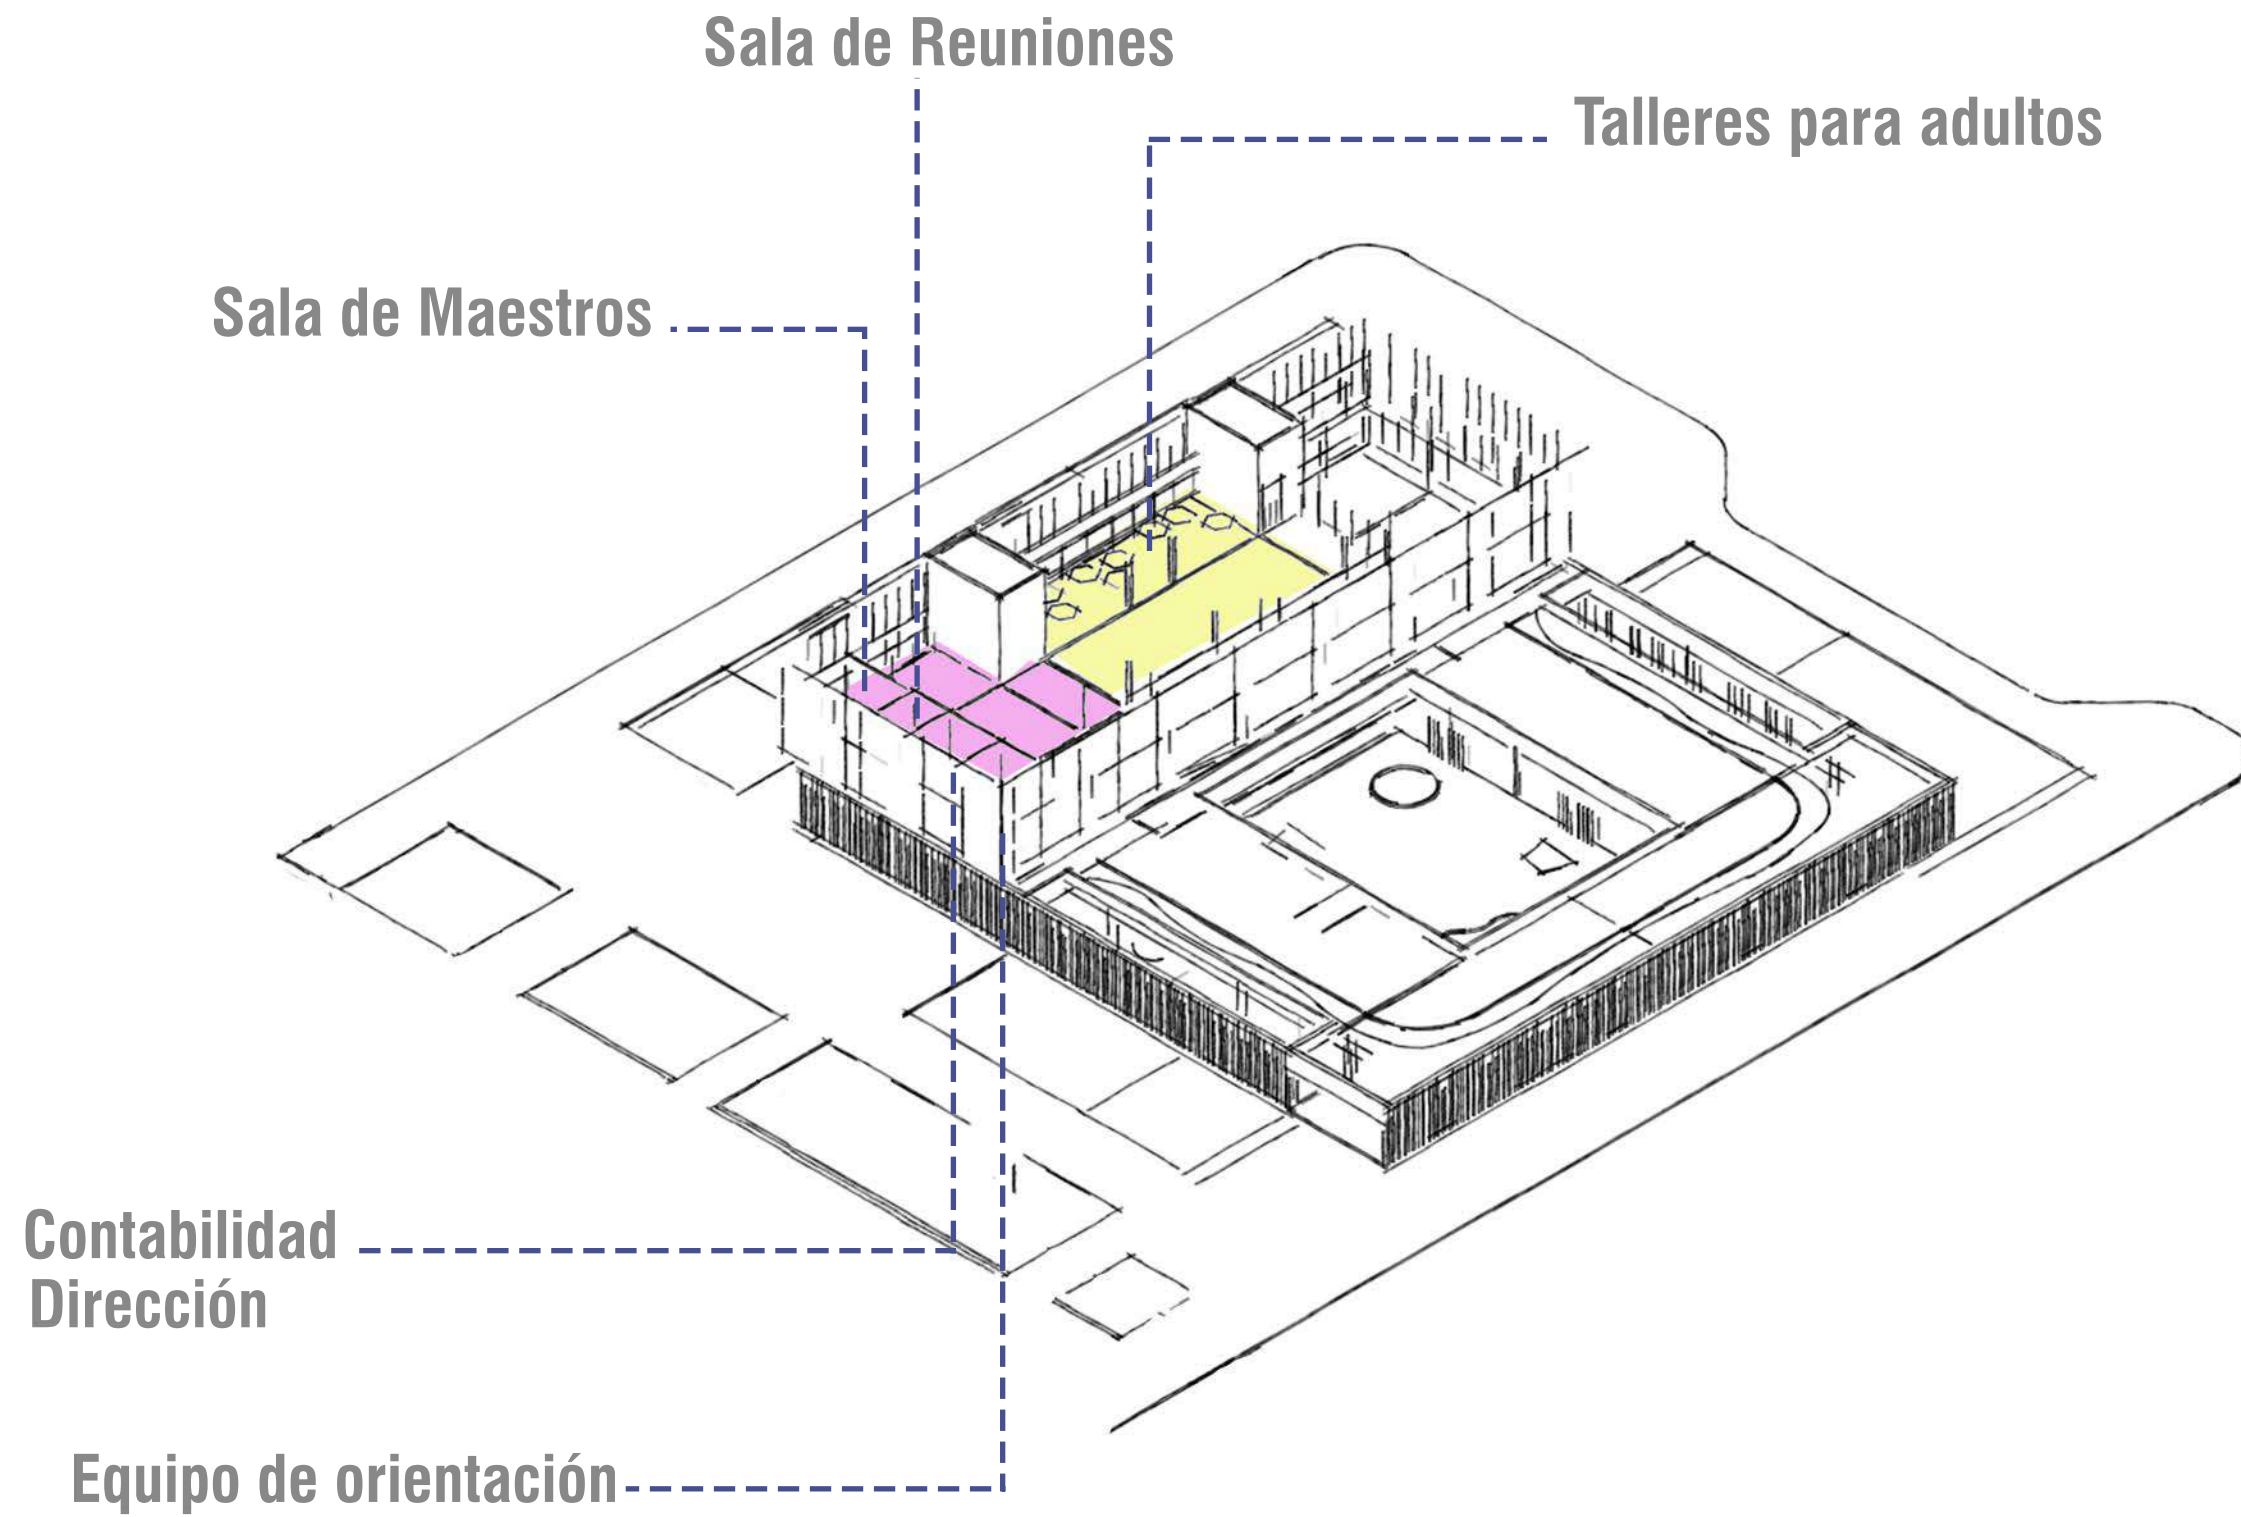 Sala de Reuniones
Talleres para adultos
Sala de Maestros
Contabilidad
Dirección
Equipo de orientación